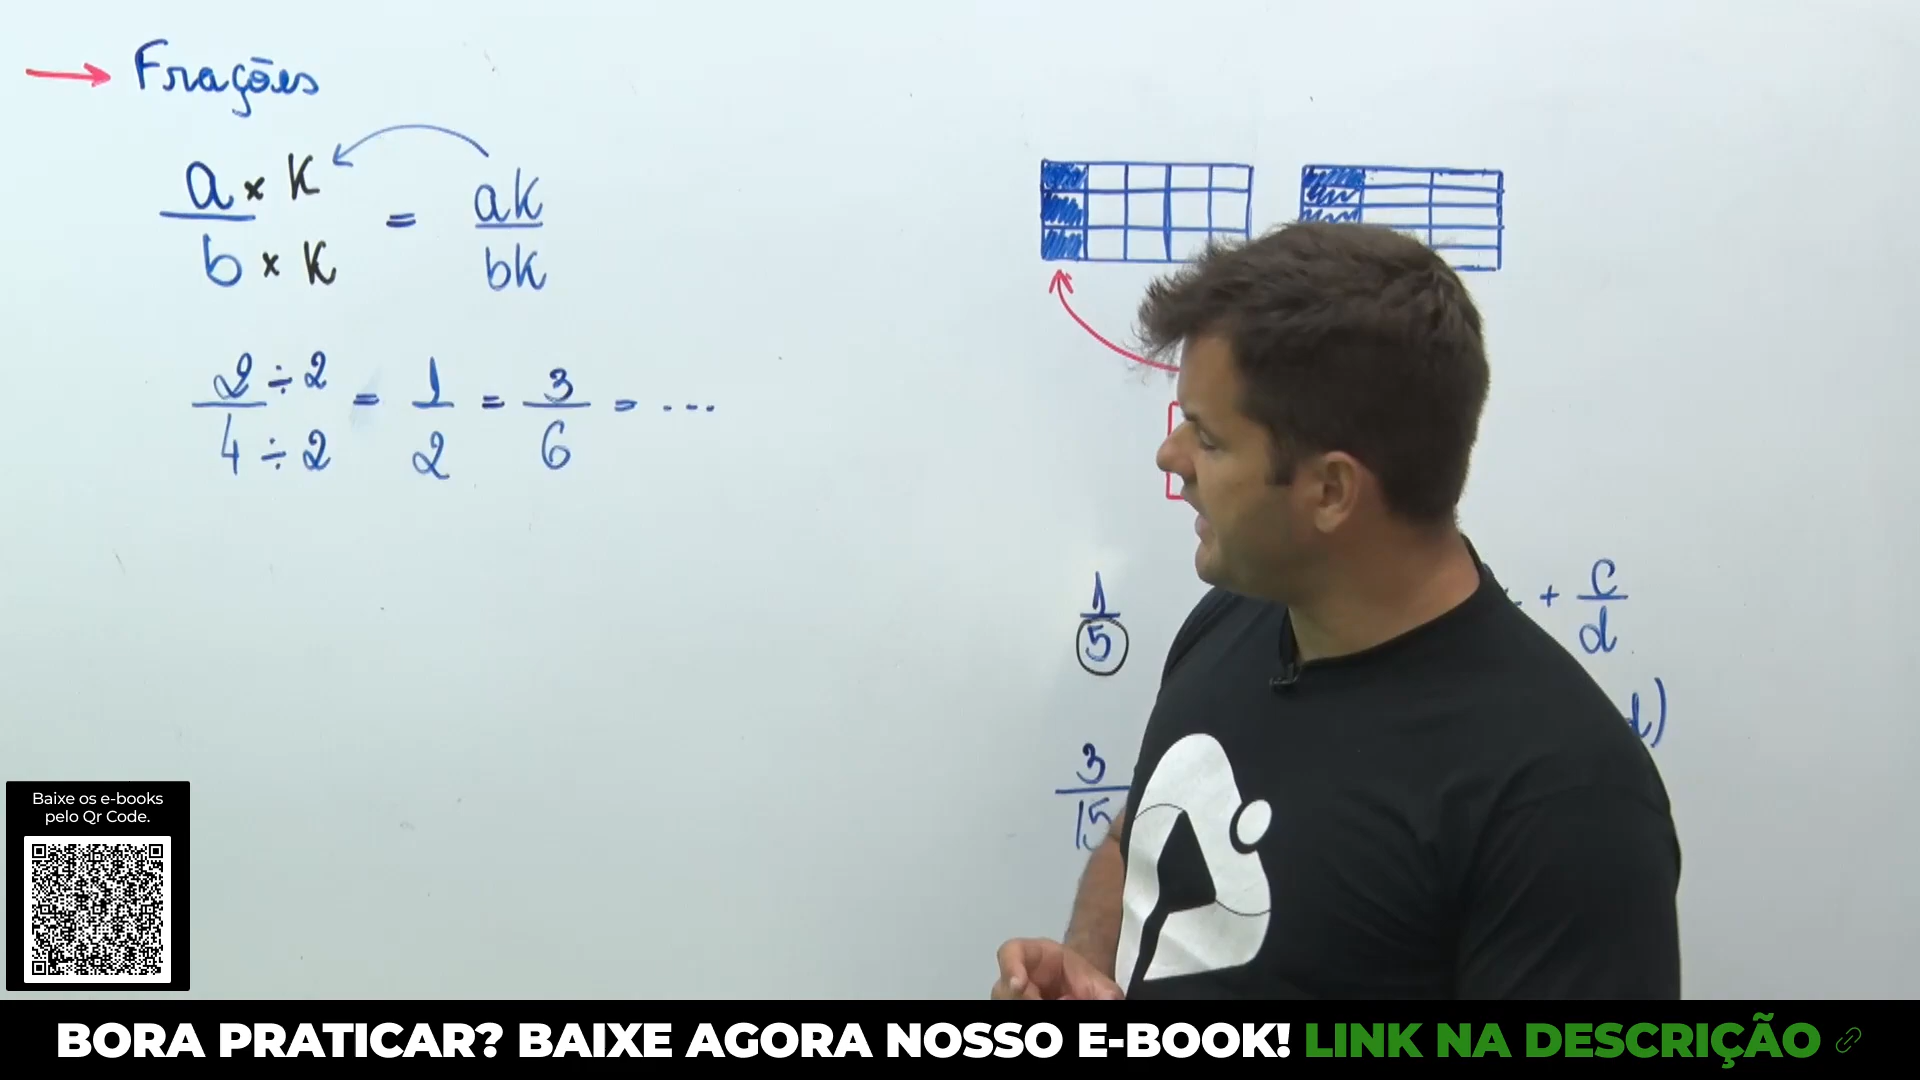 → Frações
a × k / b × k = ak / bk
2 ÷ 2 / 4 ÷ 2 = 1 / 2 = 3 / 6 = ...
1 / 5
+ c / d
d)
3 / 15
Baixe os e-books
pelo Qr Code.
BORA PRATICAR? BAIXE AGORA NOSSO E-BOOK! LINK NA DESCRIÇÃO